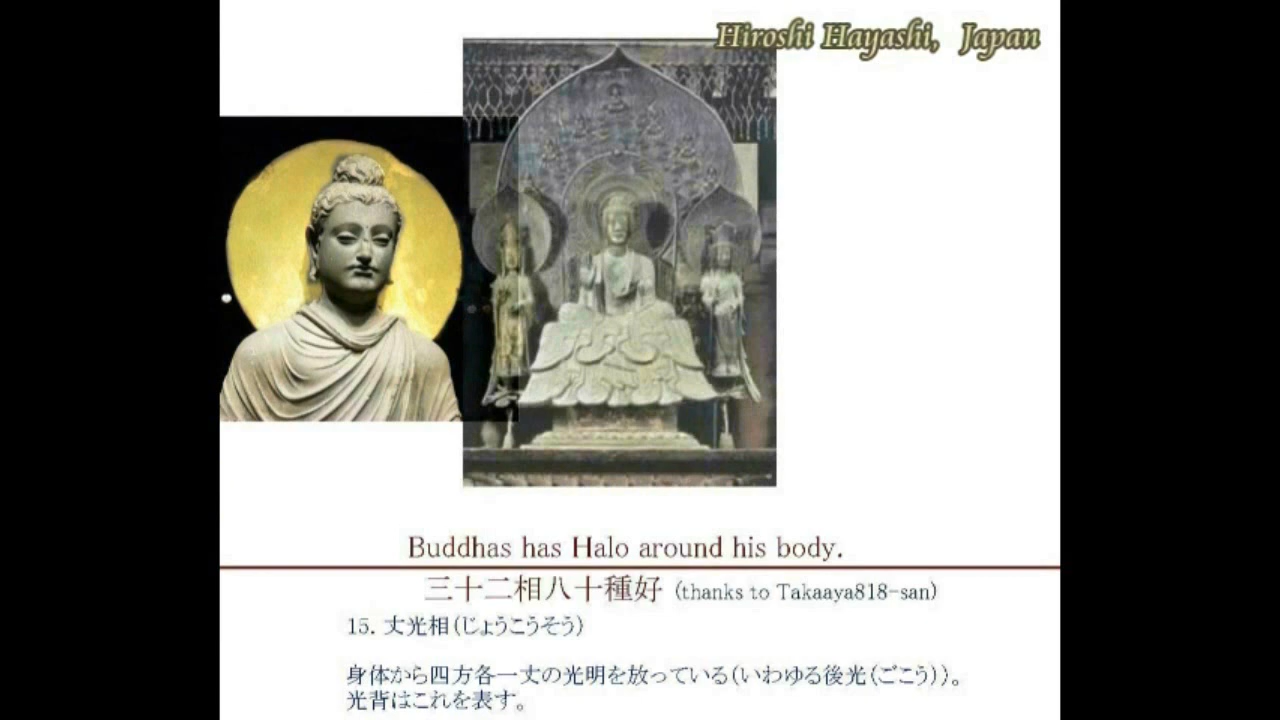 Hiroshi Hayashi, Japan
Buddhas has Halo around his body.
三十二相八十種好 (thanks to Takaaya818-san)
15. 丈光相(じょうこうそう)
身体から四方各一丈の光明を放っている(いわゆる後光(ごこう))。
光背はこれを表す。